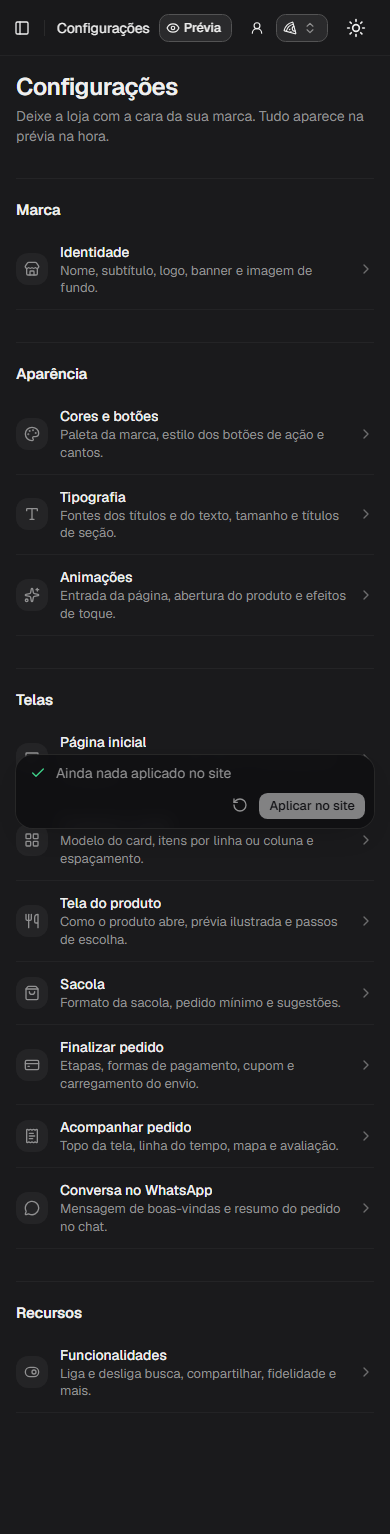 Configurações
Prévia
Configurações
Deixe a loja com a cara da sua marca. Tudo aparece na
prévia na hora.
Marca
Identidade
Nome, subtítulo, logo, banner e imagem de
fundo.
Aparência
Cores e botões
Paleta da marca, estilo dos botões de ação e
cantos.
Tipografia
Fontes dos títulos e do texto, tamanho e títulos
de seção.
Animações
Entrada da página, abertura do produto e efeitos
de toque.
Telas
Página inicial
Ainda nada aplicado no site
Aplicar no site
Modelo do card, itens por linha ou coluna e
espaçamento.
Tela do produto
Como o produto abre, prévia ilustrada e passos
de escolha.
Sacola
Formato da sacola, pedido mínimo e sugestões.
Finalizar pedido
Etapas, formas de pagamento, cupom e
carregamento do envio.
Acompanhar pedido
Topo da tela, linha do tempo, mapa e avaliação.
Conversa no WhatsApp
Mensagem de boas-vindas e resumo do pedido
no chat.
Recursos
Funcionalidades
Liga e desliga busca, compartilhar, fidelidade e
mais.